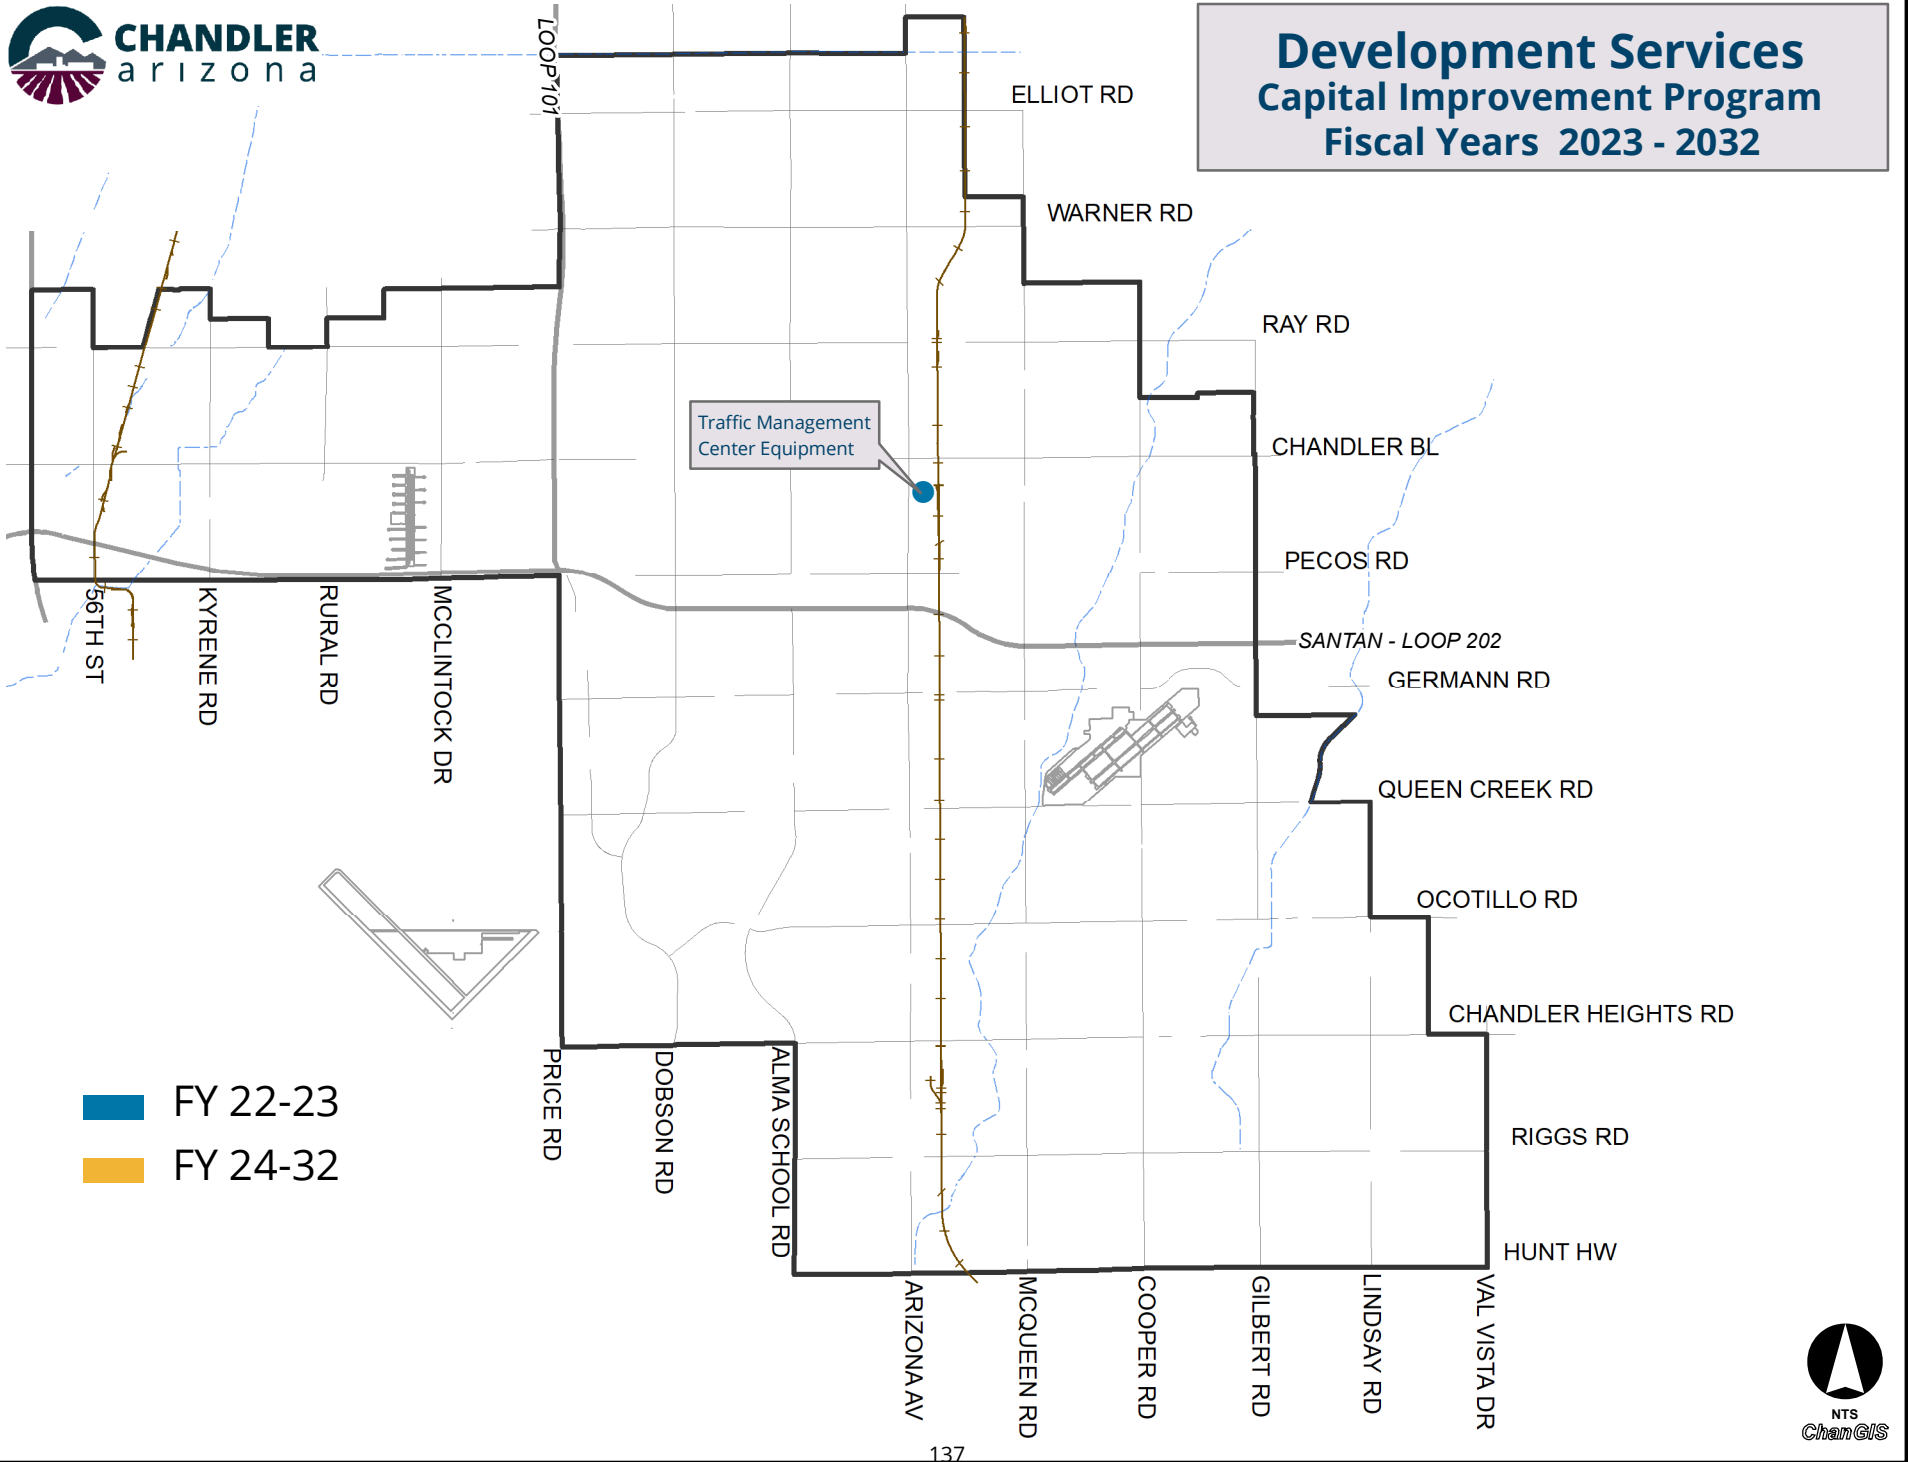 CHANDLER
arizona
Development Services
Capital Improvement Program
Fiscal Years 2023 - 2032
LOOP 101
ELLIOT RD
WARNER RD
RAY RD
Traffic Management
Center Equipment
CHANDLER BL
PECOS RD
56TH ST
KYRENE RD
RURAL RD
MCCLINTOCK DR
SANTAN - LOOP 202
GERMANN RD
QUEEN CREEK RD
OCOTILLO RD
CHANDLER HEIGHTS RD
PRICE RD
DOBSON RD
ALMA SCHOOL RD
FY 22-23
FY 24-32
RIGGS RD
HUNT HW
ARIZONA AV
MCQUEEN RD
COOPER RD
GILBERT RD
LINDSAY RD
VAL VISTA DR
NTS
ChanGIS
137